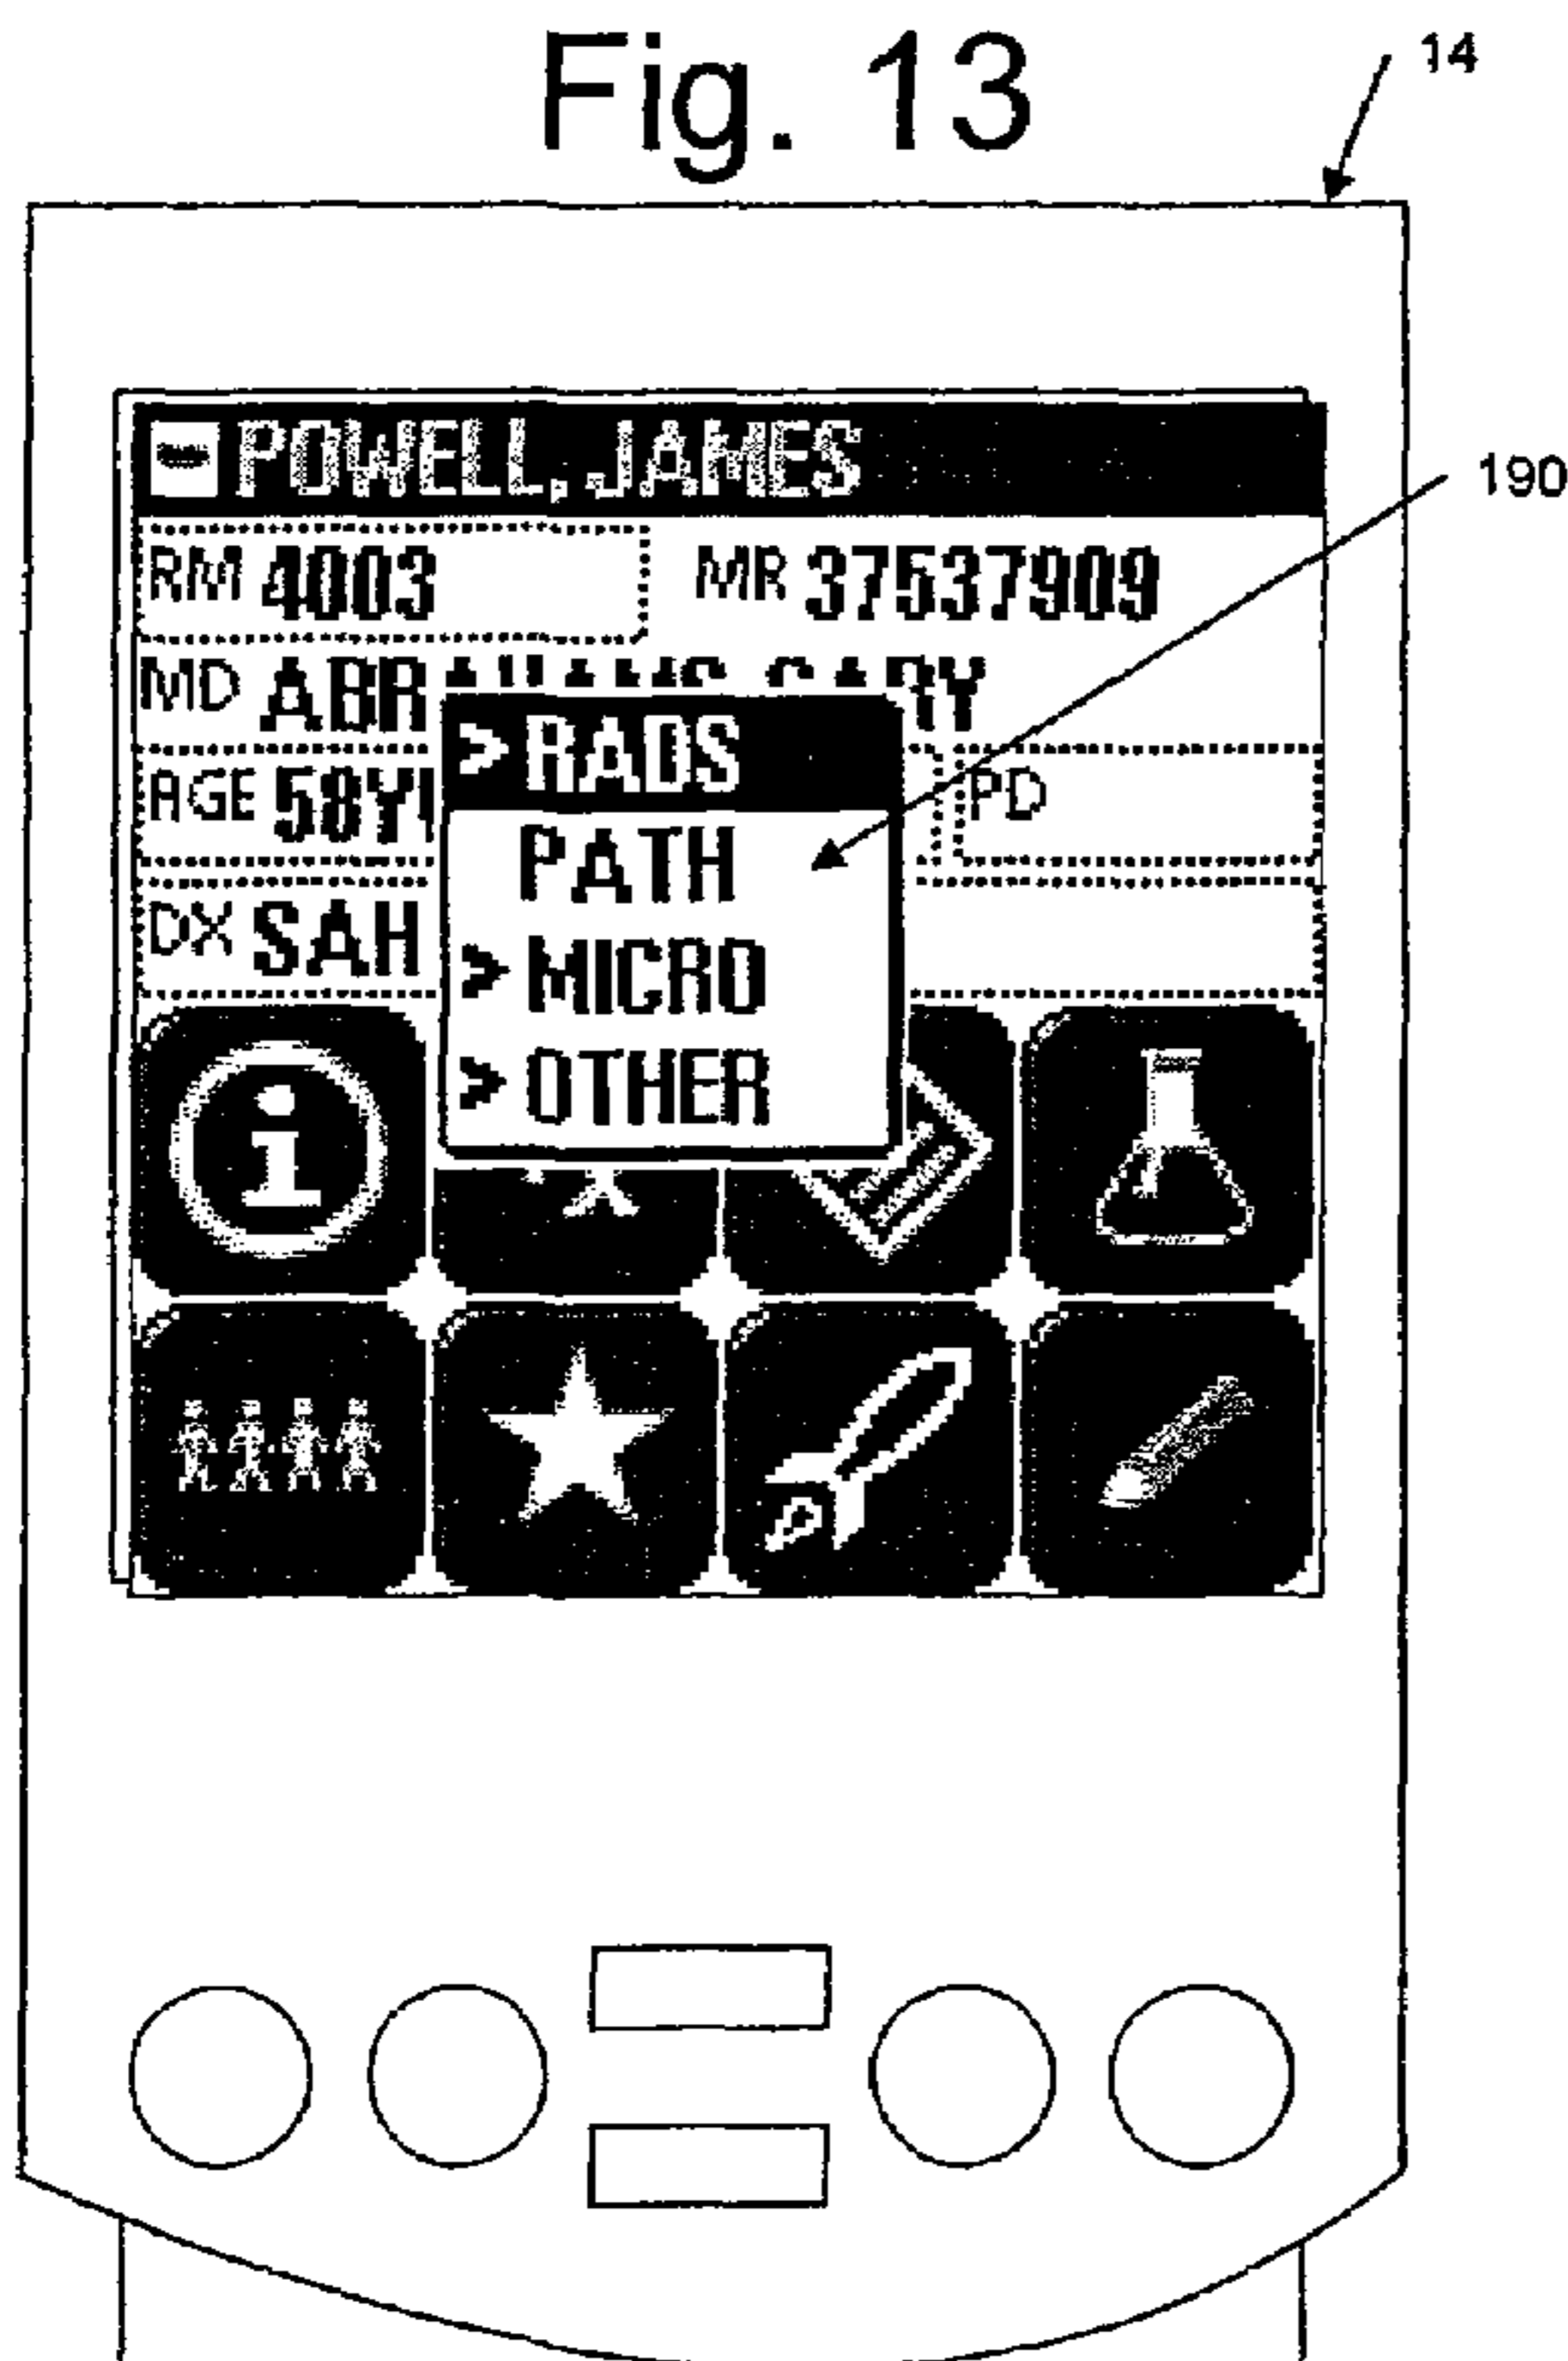 Fig. 13
14
POWELL, JAMES
190
RM 4003 MR 37537909
MD ABR RY
> RADS
AGE 58Y PD
PATH
DX SAH
> MICRO
> OTHER
i